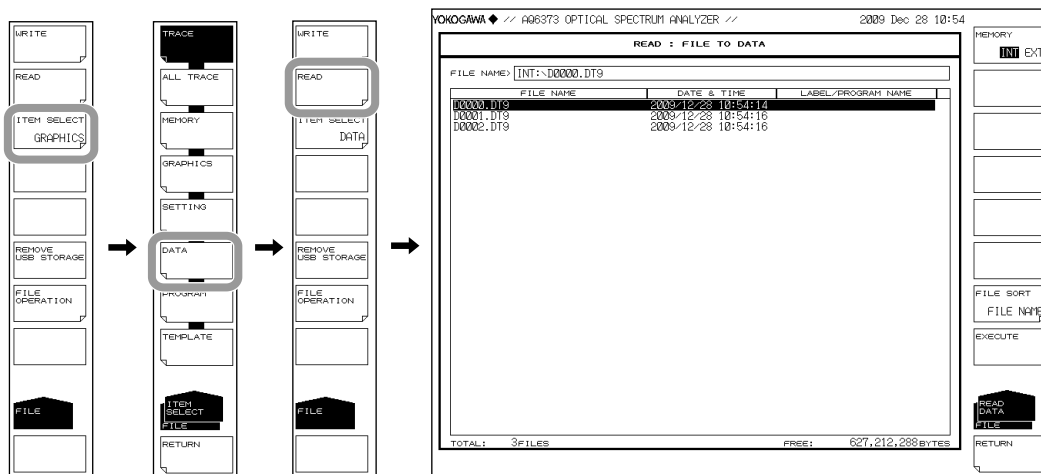 WRITE
READ
ITEM SELECT
GRAPHICS
REMOVE
USB STORAGE
FILE
OPERATION
FILE
TRACE
ALL TRACE
MEMORY
GRAPHICS
SETTING
DATA
PROGRAM
TEMPLATE
ITEM
SELECT
FILE
RETURN
WRITE
READ
ITEM SELECT
DATA
REMOVE
USB STORAGE
FILE
OPERATION
FILE
YOKOGAWA ◆ // AQ6373 OPTICAL SPECTRUM ANALYZER // 2009 Dec 28 10:54
READ : FILE TO DATA
FILE NAME> INT:\D0000.DT9
FILE NAME DATE & TIME LABEL/PROGRAM NAME
D0000.DT9 2009/12/28 10:54:14
D0001.DT9 2009/12/28 10:54:16
D0002.DT9 2009/12/28 10:54:16
TOTAL: 3FILES FREE: 627,212,288BYTES
MEMORY
INT EXT
FILE SORT
FILE NAME
EXECUTE
READ
DATA
FILE
RETURN